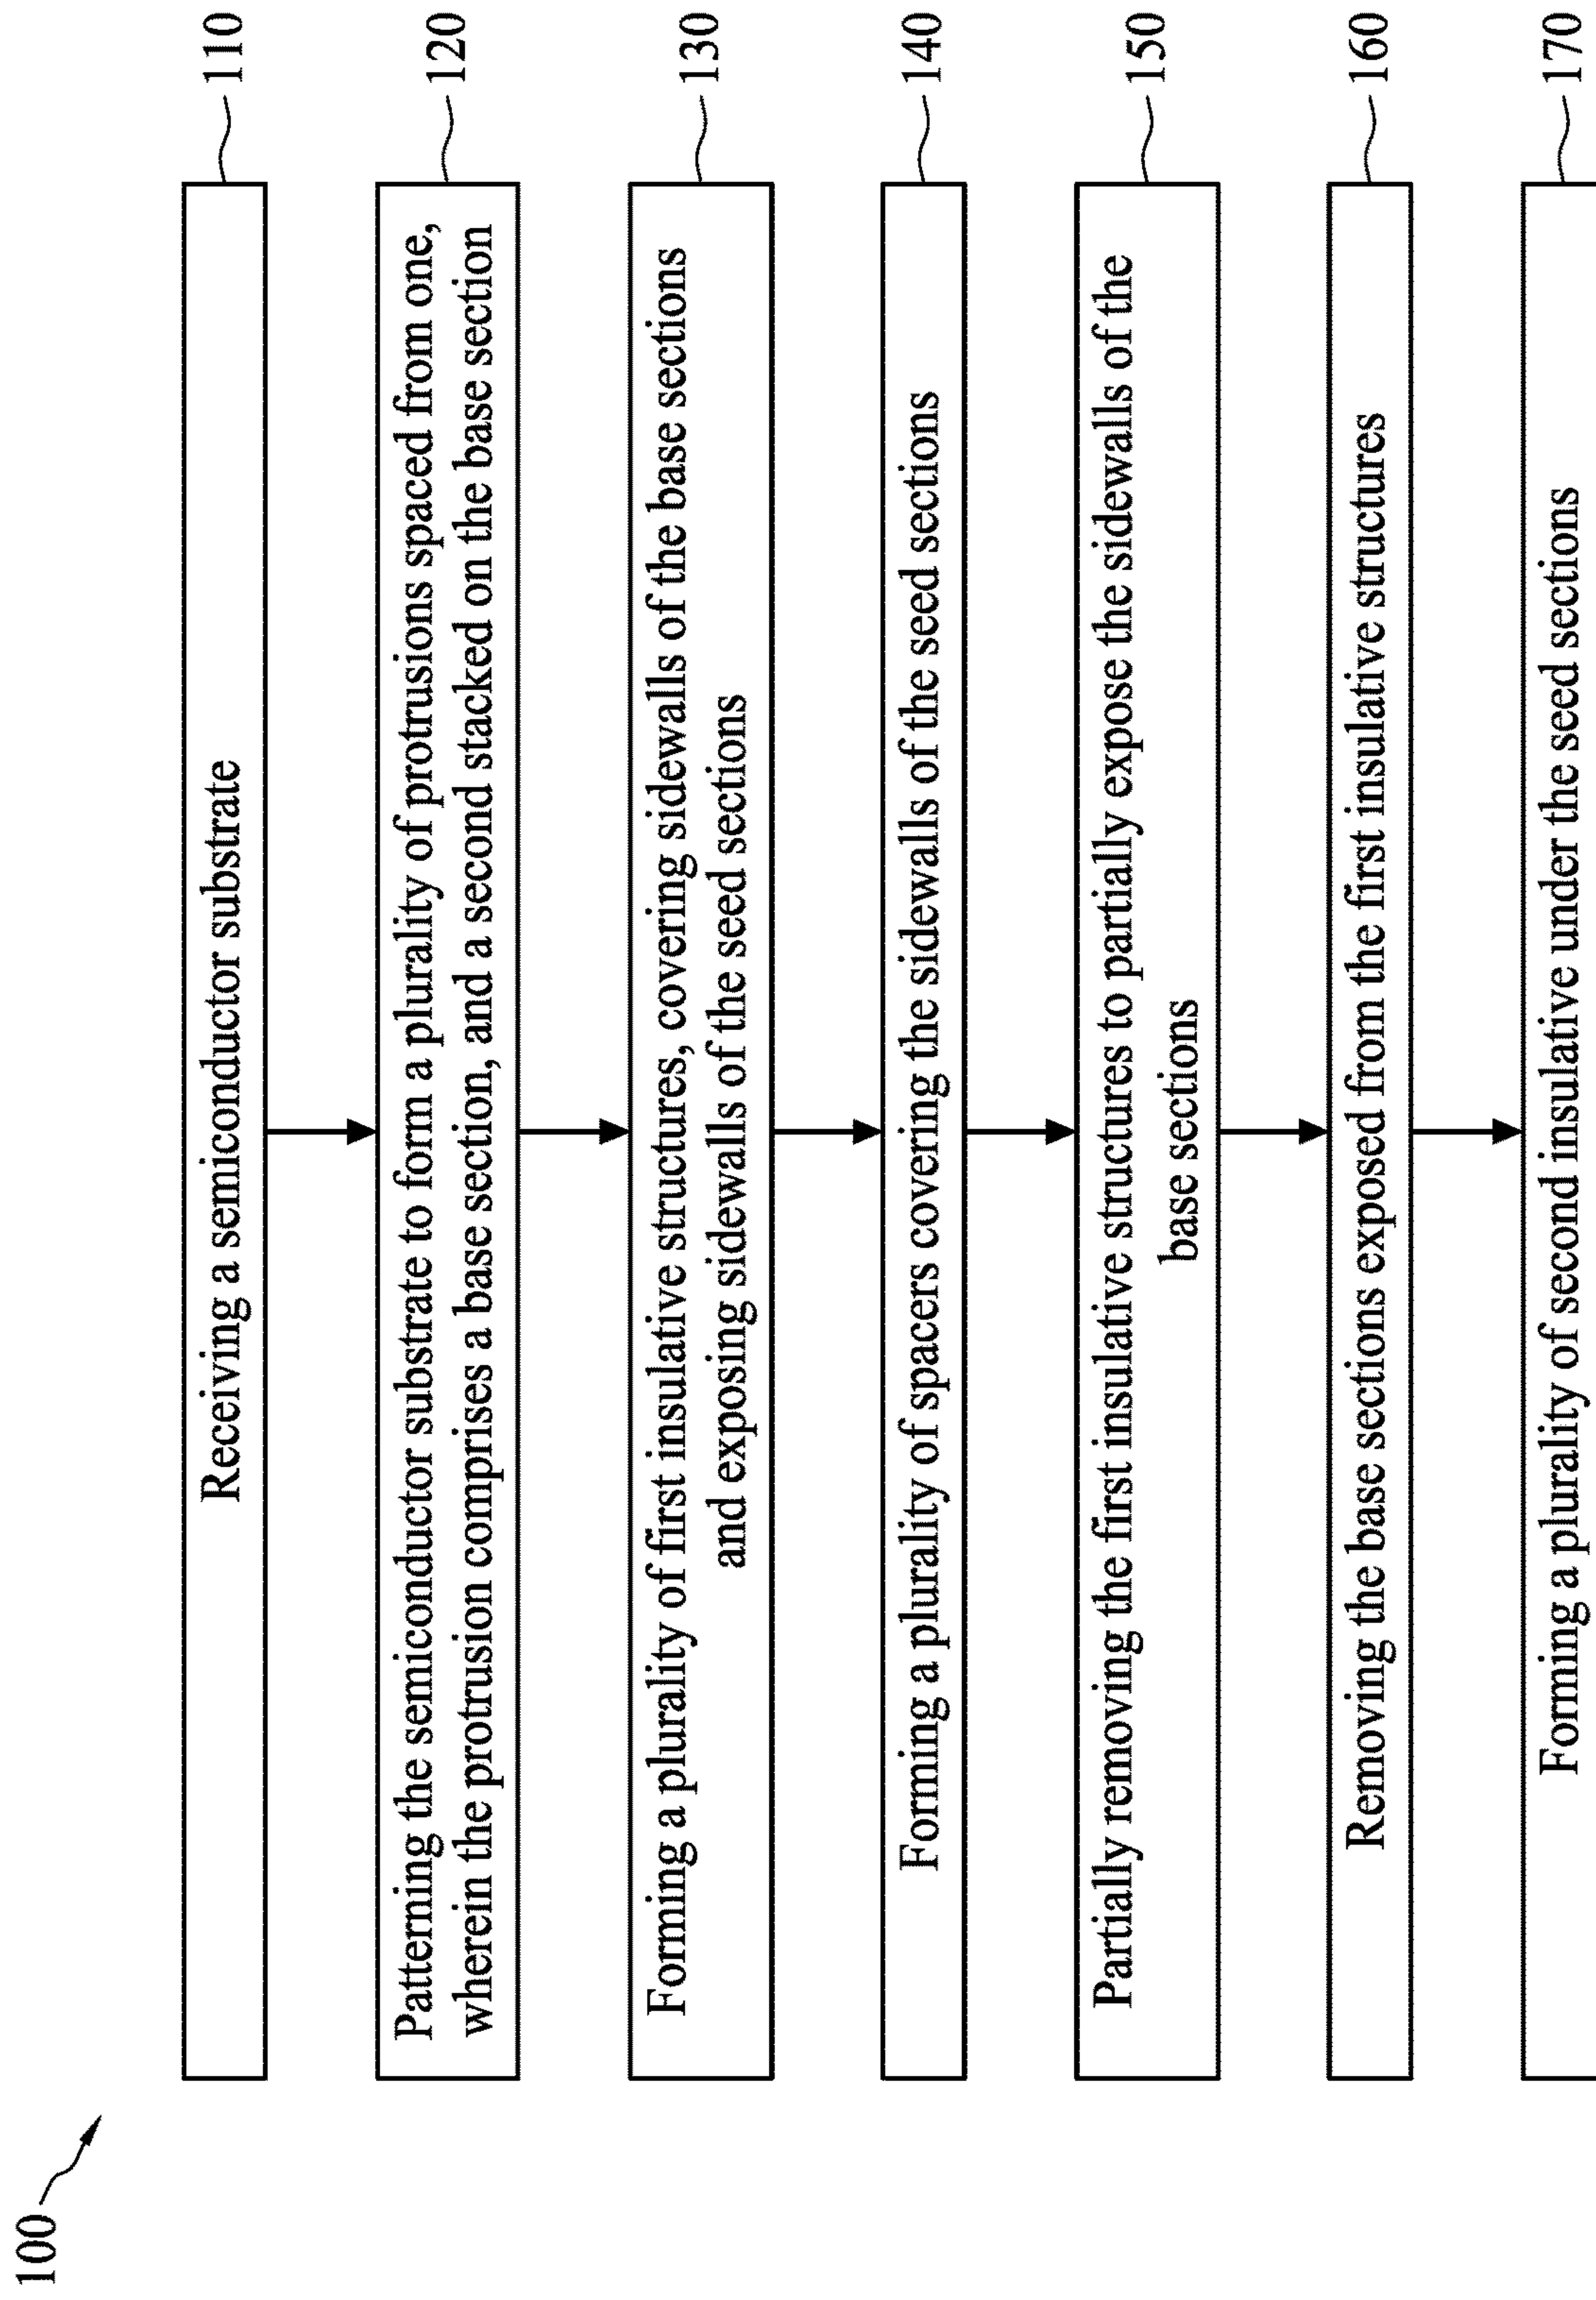 100
Receiving a semiconductor substrate
110
Patterning the semiconductor substrate to form a plurality of protrusions spaced from one,
wherein the protrusion comprises a base section, and a second stacked on the base section
120
Forming a plurality of first insulative structures, covering sidewalls of the base sections
and exposing sidewalls of the seed sections
130
Forming a plurality of spacers covering the sidewalls of the seed sections
140
Partially removing the first insulative structures to partially expose the sidewalls of the
base sections
150
Removing the base sections exposed from the first insulative structures
160
Forming a plurality of second insulative under the seed sections
170